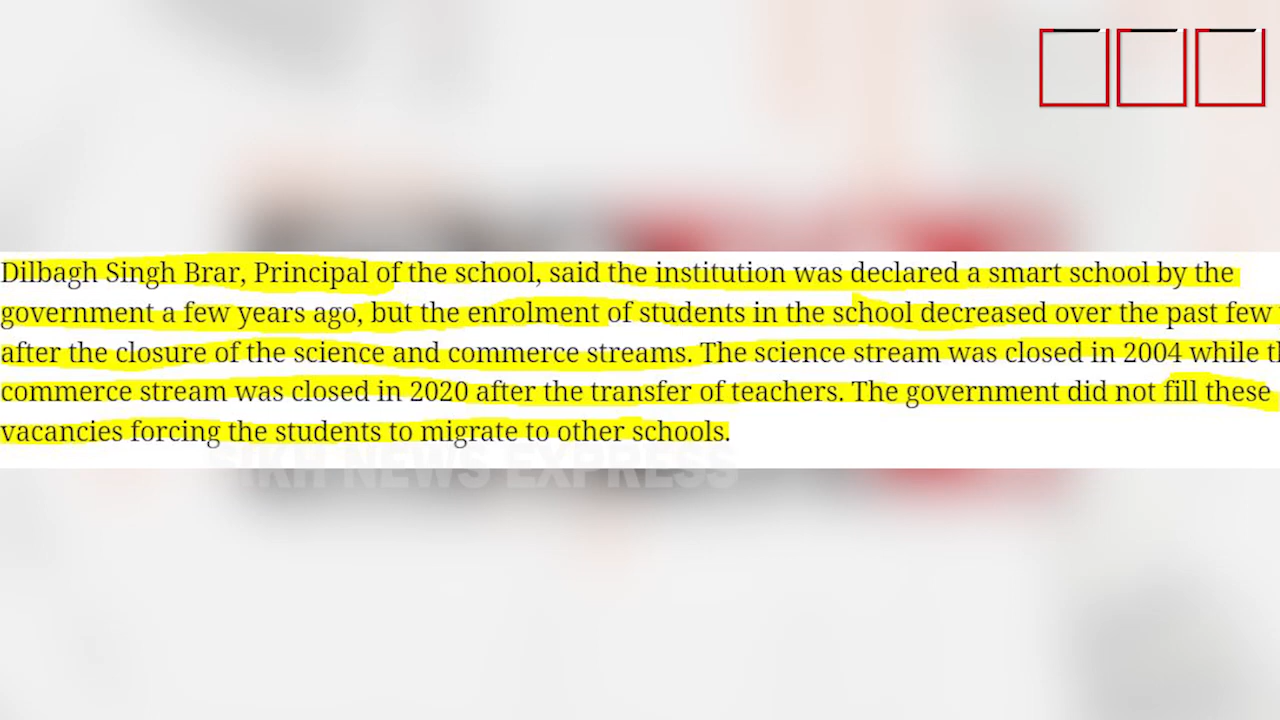 Dilbagh Singh Brar, Principal of the school, said the institution was declared a smart school by the
government a few years ago, but the enrolment of students in the school decreased over the past few
after the closure of the science and commerce streams. The science stream was closed in 2004 while
commerce stream was closed in 2020 after the transfer of teachers. The government did not fill these
vacancies forcing the students to migrate to other schools.
SIKH NEWS EXPRESS